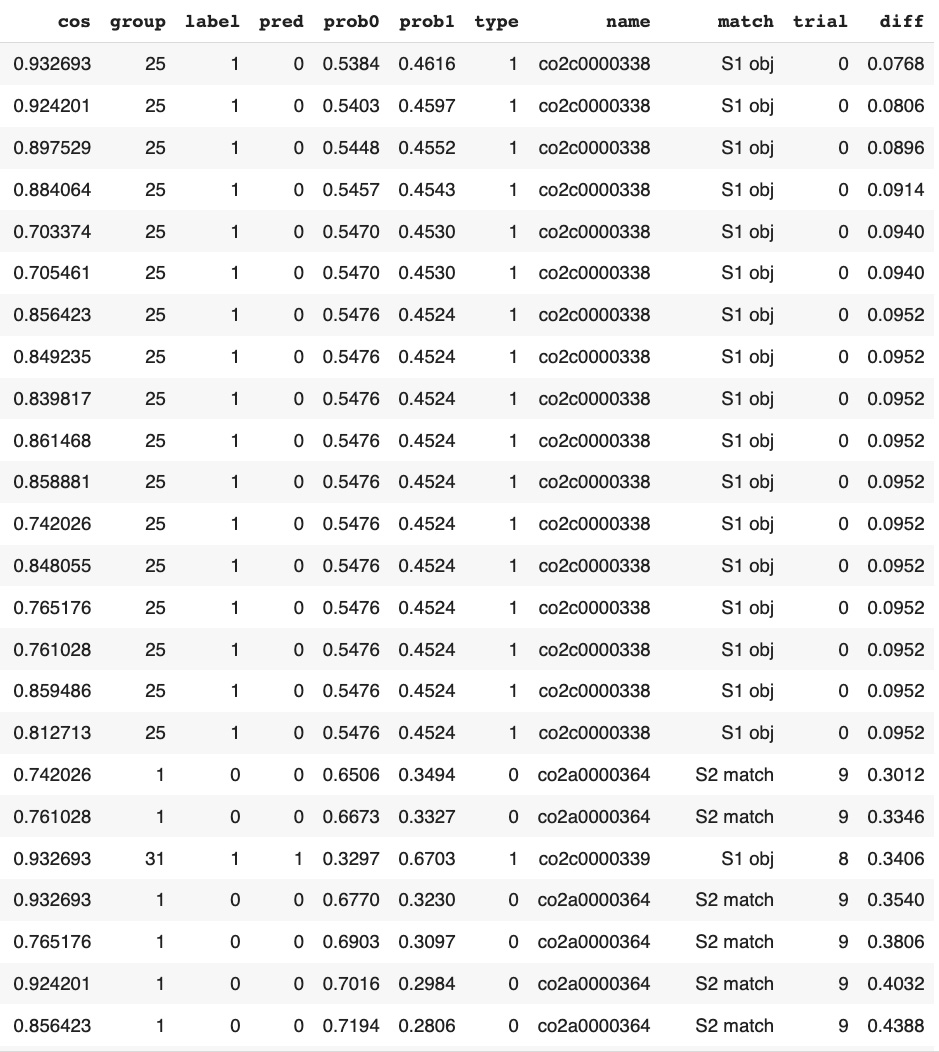 cos group label pred prob0 prob1 type name match trial diff
0.932693 25 1 0 0.5384 0.4616 1 co2c0000338 S1 obj 0 0.0768
0.924201 25 1 0 0.5403 0.4597 1 co2c0000338 S1 obj 0 0.0806
0.897529 25 1 0 0.5448 0.4552 1 co2c0000338 S1 obj 0 0.0896
0.884064 25 1 0 0.5457 0.4543 1 co2c0000338 S1 obj 0 0.0914
0.703374 25 1 0 0.5470 0.4530 1 co2c0000338 S1 obj 0 0.0940
0.705461 25 1 0 0.5470 0.4530 1 co2c0000338 S1 obj 0 0.0940
0.856423 25 1 0 0.5476 0.4524 1 co2c0000338 S1 obj 0 0.0952
0.849235 25 1 0 0.5476 0.4524 1 co2c0000338 S1 obj 0 0.0952
0.839817 25 1 0 0.5476 0.4524 1 co2c0000338 S1 obj 0 0.0952
0.861468 25 1 0 0.5476 0.4524 1 co2c0000338 S1 obj 0 0.0952
0.858881 25 1 0 0.5476 0.4524 1 co2c0000338 S1 obj 0 0.0952
0.742026 25 1 0 0.5476 0.4524 1 co2c0000338 S1 obj 0 0.0952
0.848055 25 1 0 0.5476 0.4524 1 co2c0000338 S1 obj 0 0.0952
0.765176 25 1 0 0.5476 0.4524 1 co2c0000338 S1 obj 0 0.0952
0.761028 25 1 0 0.5476 0.4524 1 co2c0000338 S1 obj 0 0.0952
0.859486 25 1 0 0.5476 0.4524 1 co2c0000338 S1 obj 0 0.0952
0.812713 25 1 0 0.5476 0.4524 1 co2c0000338 S1 obj 0 0.0952
0.742026 1 0 0 0.6506 0.3494 0 co2a0000364 S2 match 9 0.3012
0.761028 1 0 0 0.6673 0.3327 0 co2a0000364 S2 match 9 0.3346
0.932693 31 1 1 0.3297 0.6703 1 co2c0000339 S1 obj 8 0.3406
0.932693 1 0 0 0.6770 0.3230 0 co2a0000364 S2 match 9 0.3540
0.765176 1 0 0 0.6903 0.3097 0 co2a0000364 S2 match 9 0.3806
0.924201 1 0 0 0.7016 0.2984 0 co2a0000364 S2 match 9 0.4032
0.856423 1 0 0 0.7194 0.2806 0 co2a0000364 S2 match 9 0.4388